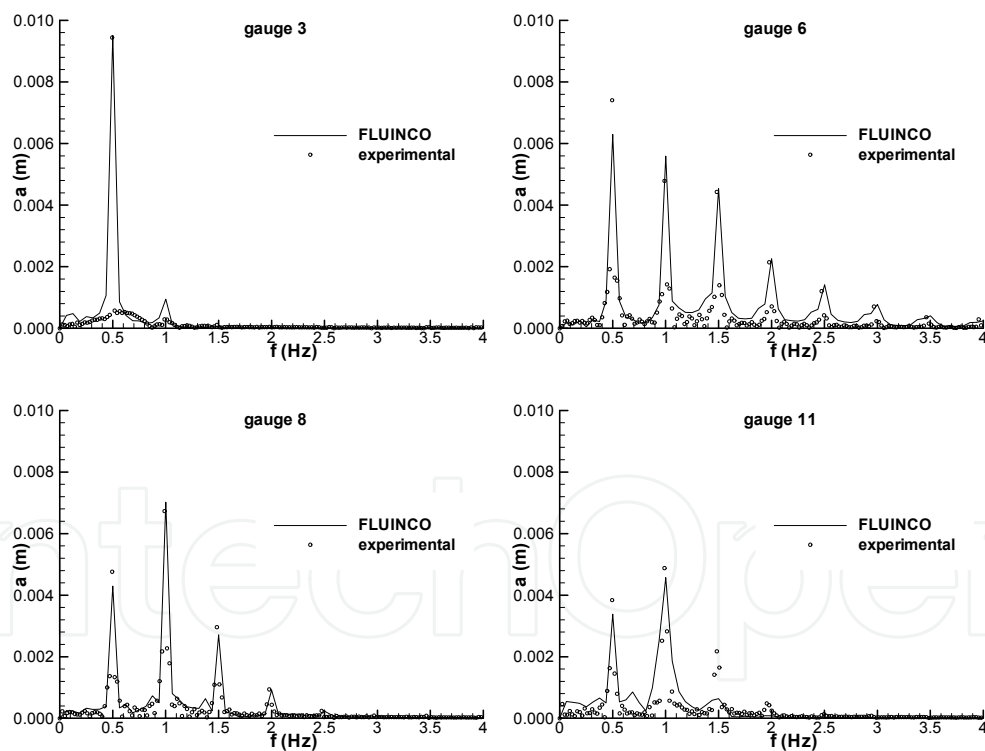 gauge 3
FLUINCO
experimental
a (m)
0.010
0.008
0.006
0.004
0.002
0.000
0 0.5 1 1.5 2 2.5 3 3.5 4
f (Hz)
gauge 6
FLUINCO
experimental
a (m)
0.010
0.008
0.006
0.004
0.002
0.000
0 0.5 1 1.5 2 2.5 3 3.5 4
f (Hz)
gauge 8
FLUINCO
experimental
a (m)
0.010
0.008
0.006
0.004
0.002
0.000
0 0.5 1 1.5 2 2.5 3 3.5 4
f (Hz)
gauge 11
FLUINCO
experimental
a (m)
0.010
0.008
0.006
0.004
0.002
0.000
0 0.5 1 1.5 2 2.5 3 3.5 4
f (Hz)
ntechOpe